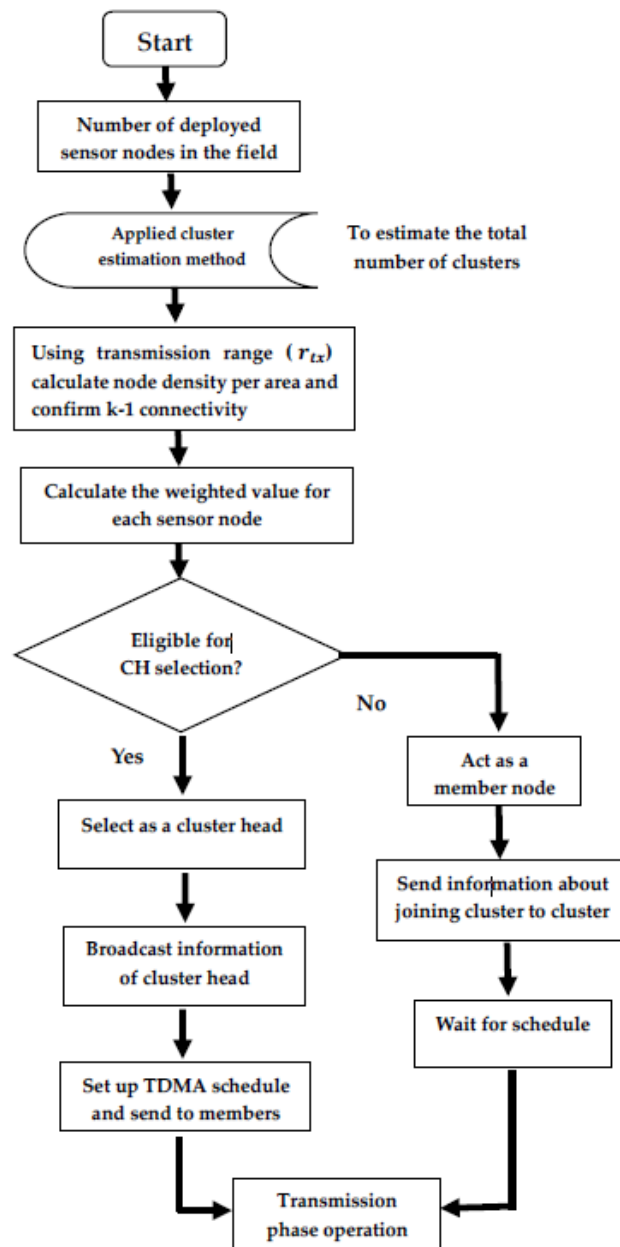 Start
Number of deployed
sensor nodes in the field
Applied cluster
estimation method
To estimate the total
number of clusters
Using transmission range ( r_tx)
calculate node density per area and
confirm k-1 connectivity
Calculate the weighted value for
each sensor node
Eligible for
CH selection?
No
Yes
Act as a
member node
Select as a cluster head
Send information about
joining cluster to cluster
Broadcast information
of cluster head
Wait for schedule
Set up TDMA schedule
and send to members
Transmission
phase operation